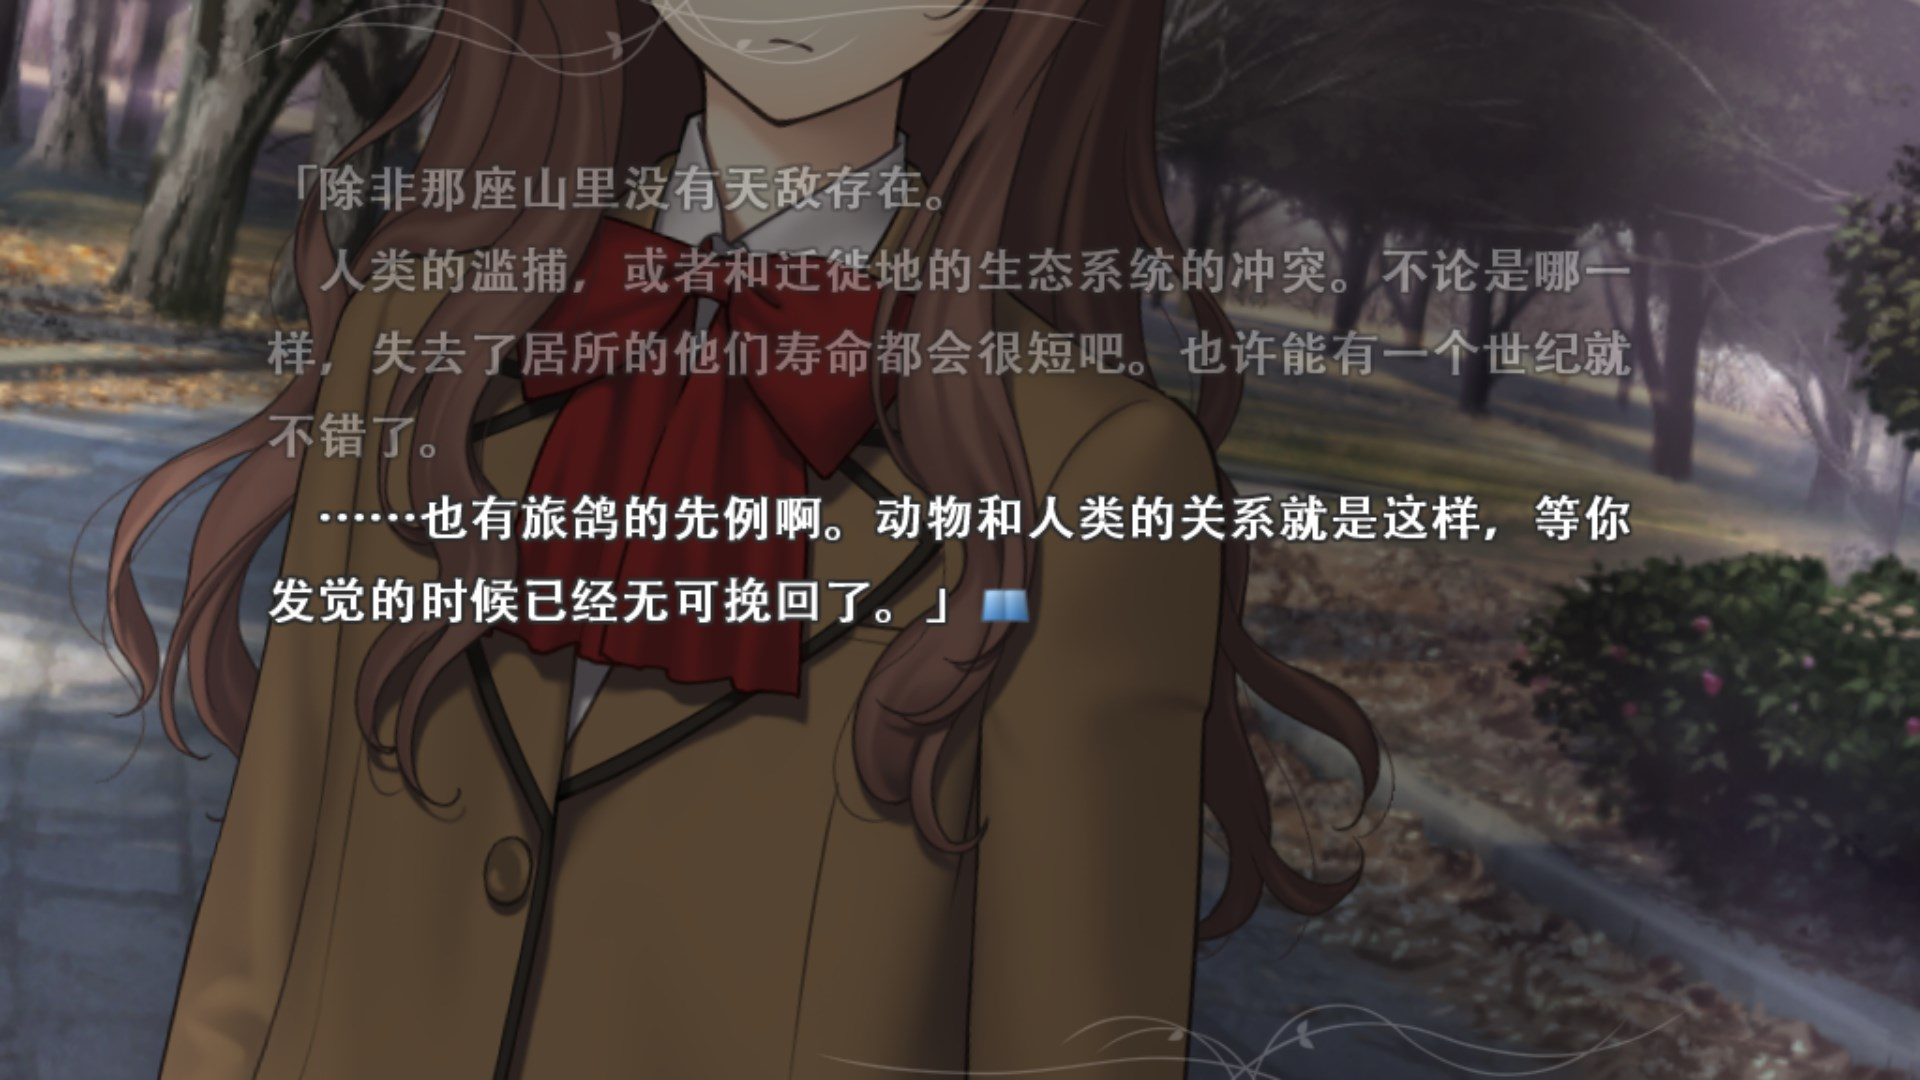 「除非那座山里没有天敌存在。
人类的滥捕，或者和迁徙地的生态系统的冲突。不论是哪一
样，失去了居所的他们寿命都会很短吧。也许能有一个世纪就
不错了。
……也有旅鸽的先例啊。动物和人类的关系就是这样，等你
发觉的时候已经无可挽回了。」